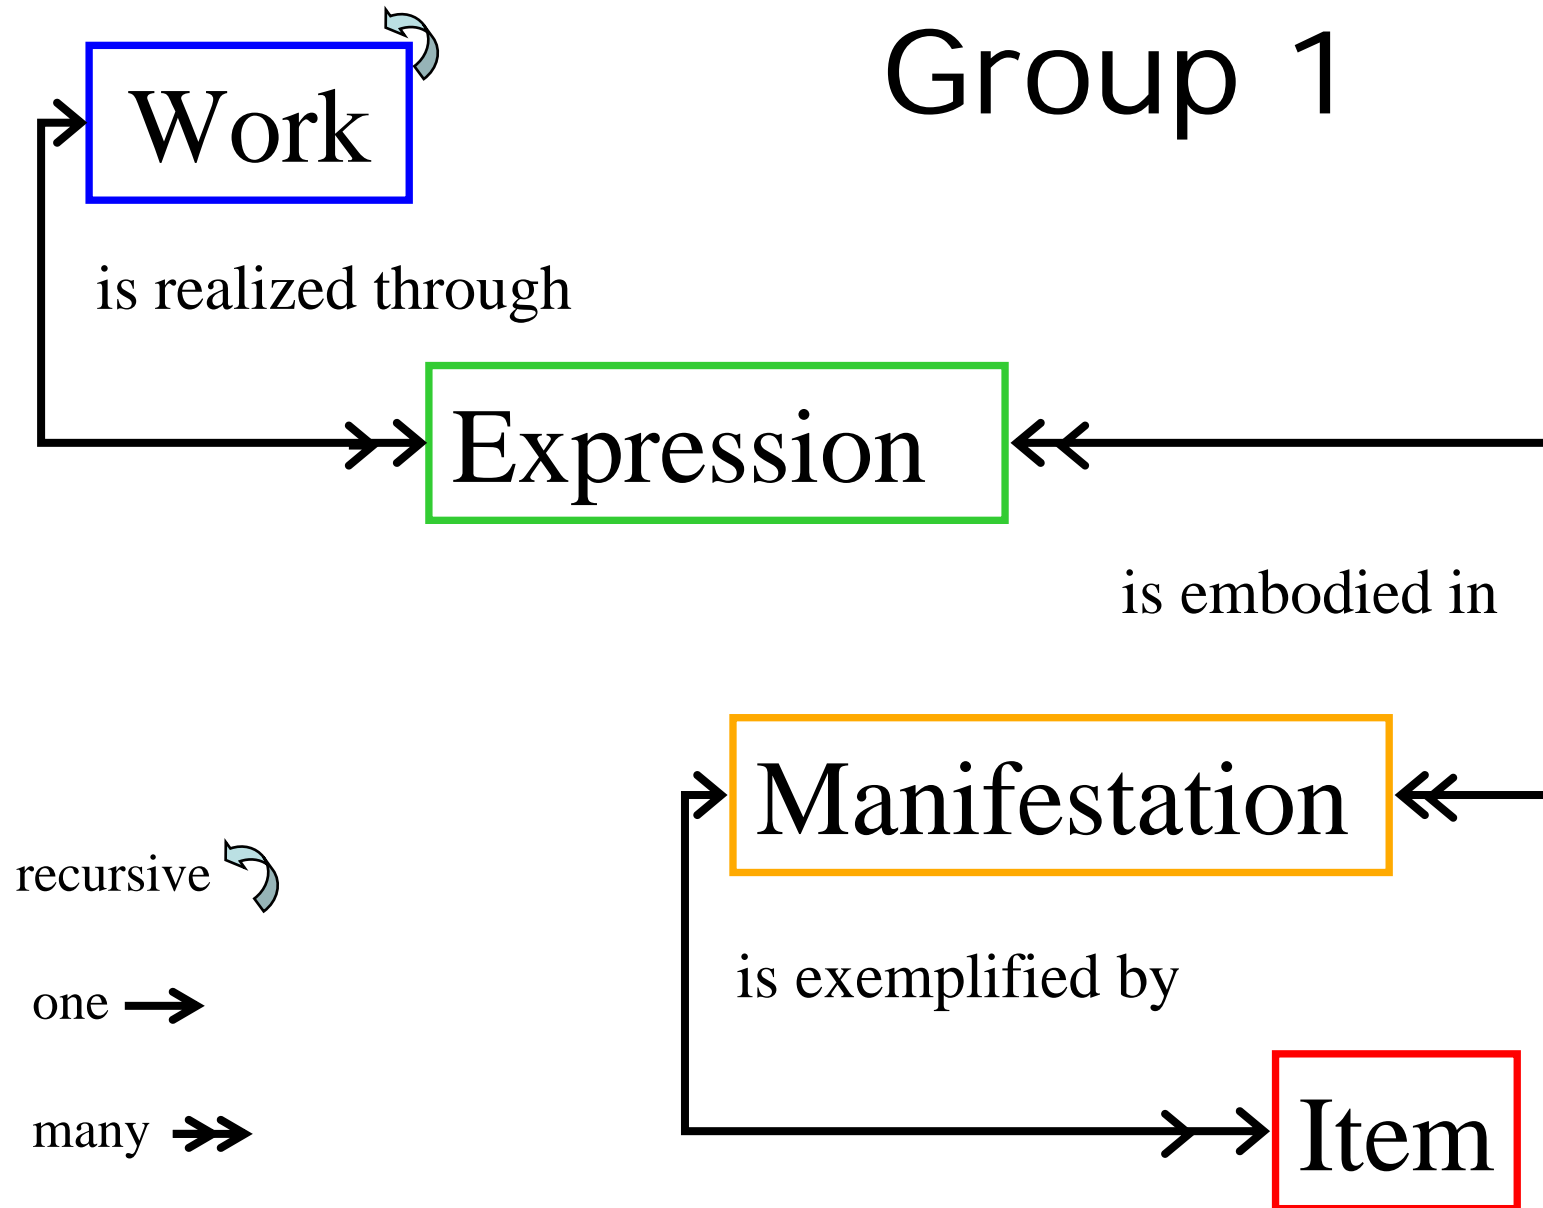 Group 1
Work
is realized through
Expression
is embodied in
Manifestation
recursive
is exemplified by
one
many
Item